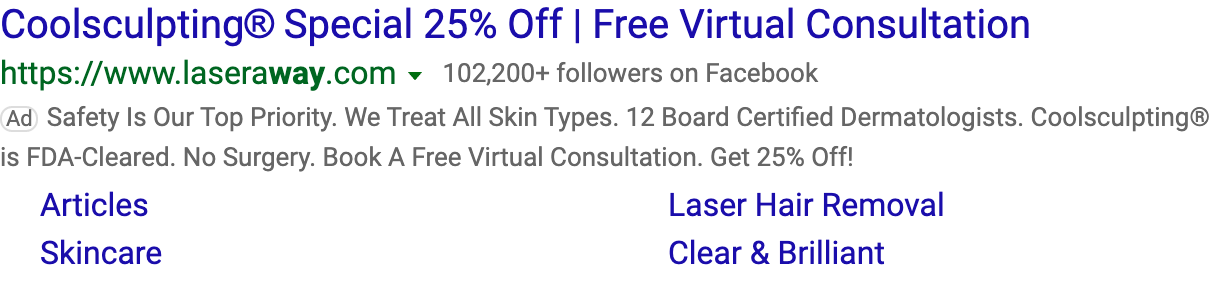 Coolsculpting® Special 25% Off | Free Virtual Consultation
https://www.laseraway.com 102,200+ followers on Facebook
Ad Safety Is Our Top Priority. We Treat All Skin Types. 12 Board Certified Dermatologists. Coolsculpting®
is FDA-Cleared. No Surgery. Book A Free Virtual Consultation. Get 25% Off!
Articles Laser Hair Removal
Skincare Clear & Brilliant